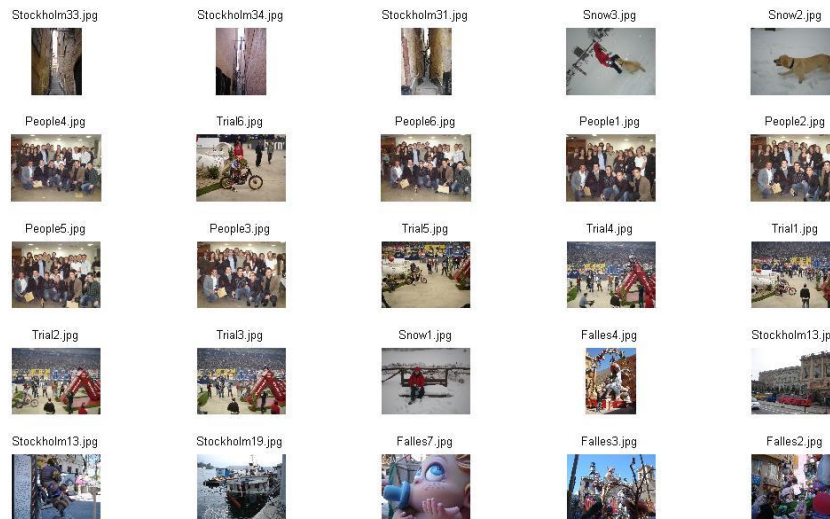 Stockholm33.jpg Stockholm34.jpg Stockholm31.jpg Snow3.jpg Snow2.jpg
People4.jpg Trial6.jpg People6.jpg People1.jpg People2.jpg
People5.jpg People3.jpg Trial5.jpg Trial4.jpg Trial1.jpg
Trial2.jpg Trial3.jpg Snow1.jpg Falles4.jpg Stockholm13.jp
Stockholm13.jpg Stockholm19.jpg Falles7.jpg Falles3.jpg Falles2.jpg